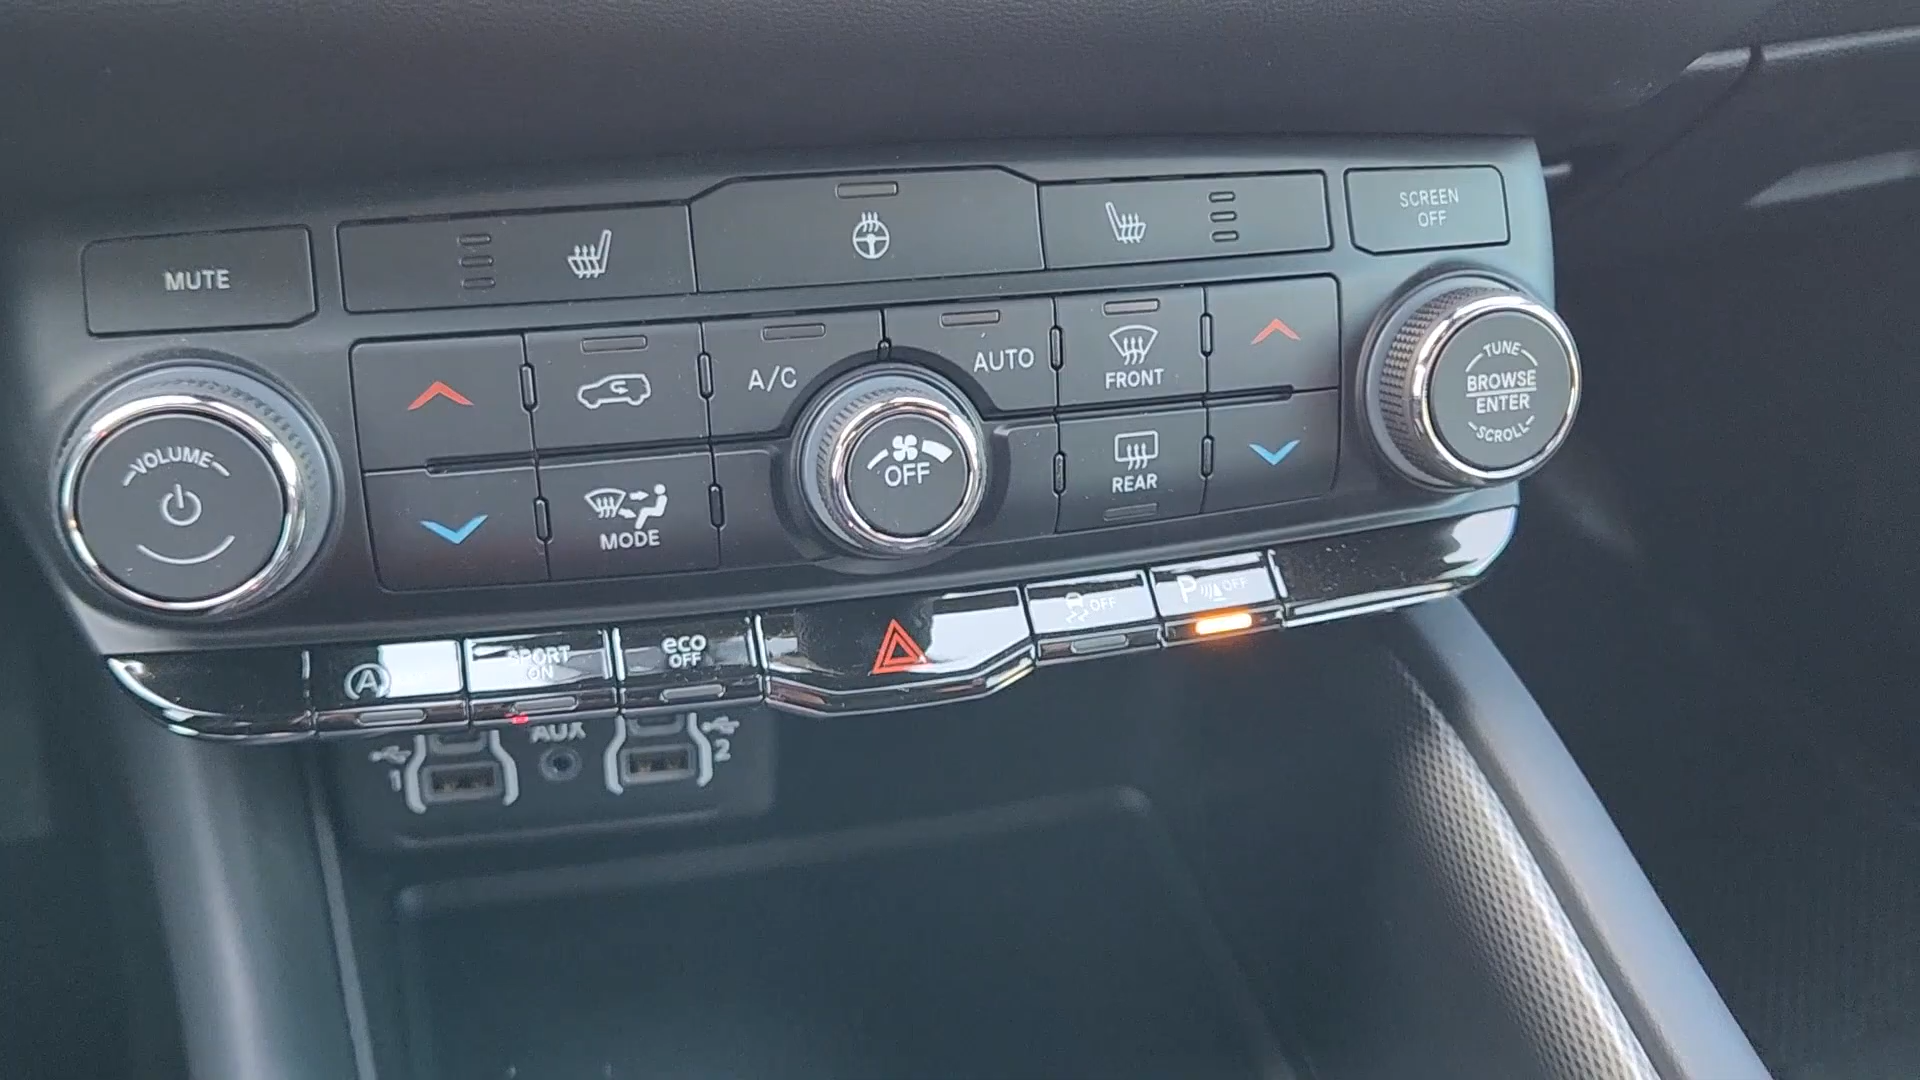 MUTE
SCREEN
OFF
VOLUME
A/C
AUTO
FRONT
TUNE
BROWSE
ENTER
SCROLL
MODE
OFF
REAR
A
SPORT
ON
eco
OFF
OFF
P OFF
1
AUX
2